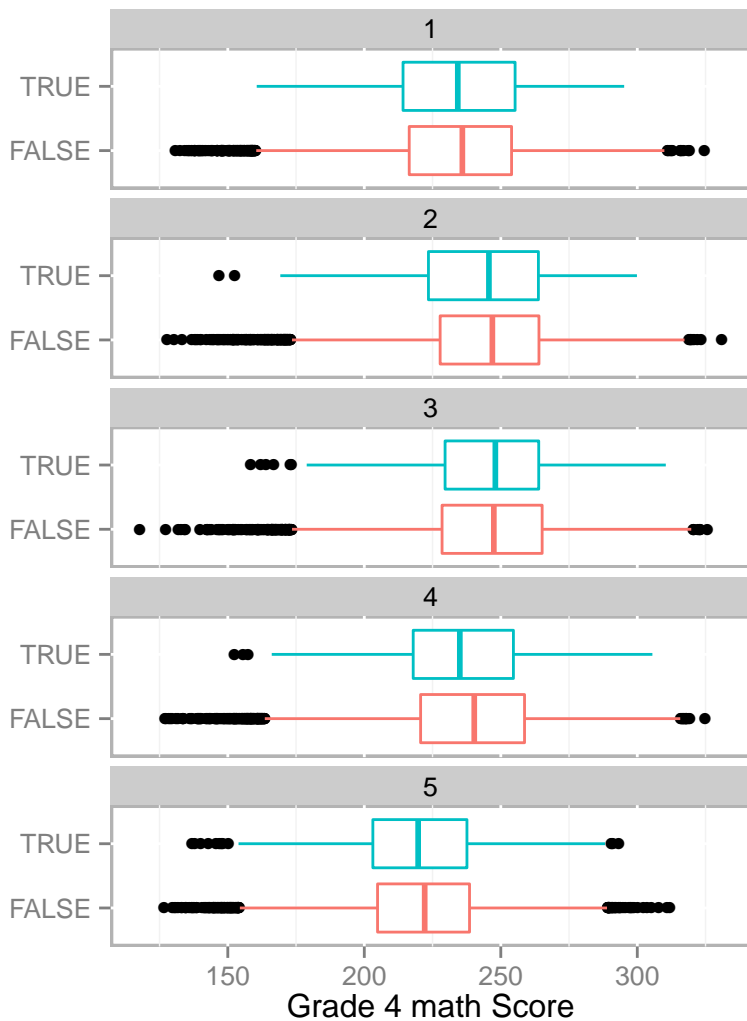 1
TRUE
FALSE
2
TRUE
FALSE
3
TRUE
FALSE
4
TRUE
FALSE
5
TRUE
FALSE
150 200 250 300
Grade 4 math Score